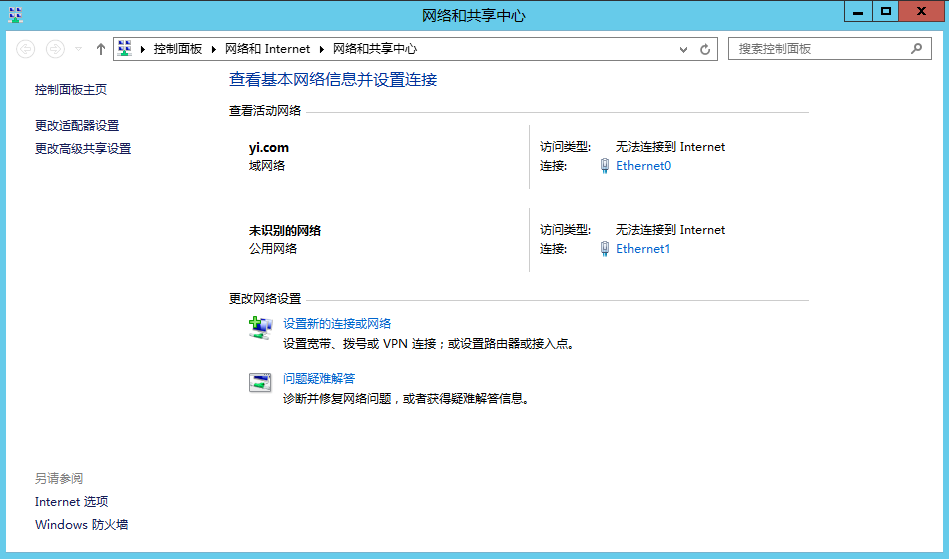 网络和共享中心
控制面板 网络和 Internet 网络和共享中心
搜索控制面板
控制面板主页
更改适配器设置
更改高级共享设置
查看基本网络信息并设置连接
查看活动网络
yi.com
域网络
访问类型: 无法连接到 Internet
连接: Ethernet0
未识别的网络
公用网络
访问类型: 无法连接到 Internet
连接: Ethernet1
更改网络设置
设置新的连接或网络
设置宽带、拨号或 VPN 连接；或设置路由器或接入点。
问题疑难解答
诊断并修复网络问题，或者获得疑难解答信息。
另请参阅
Internet 选项
Windows 防火墙